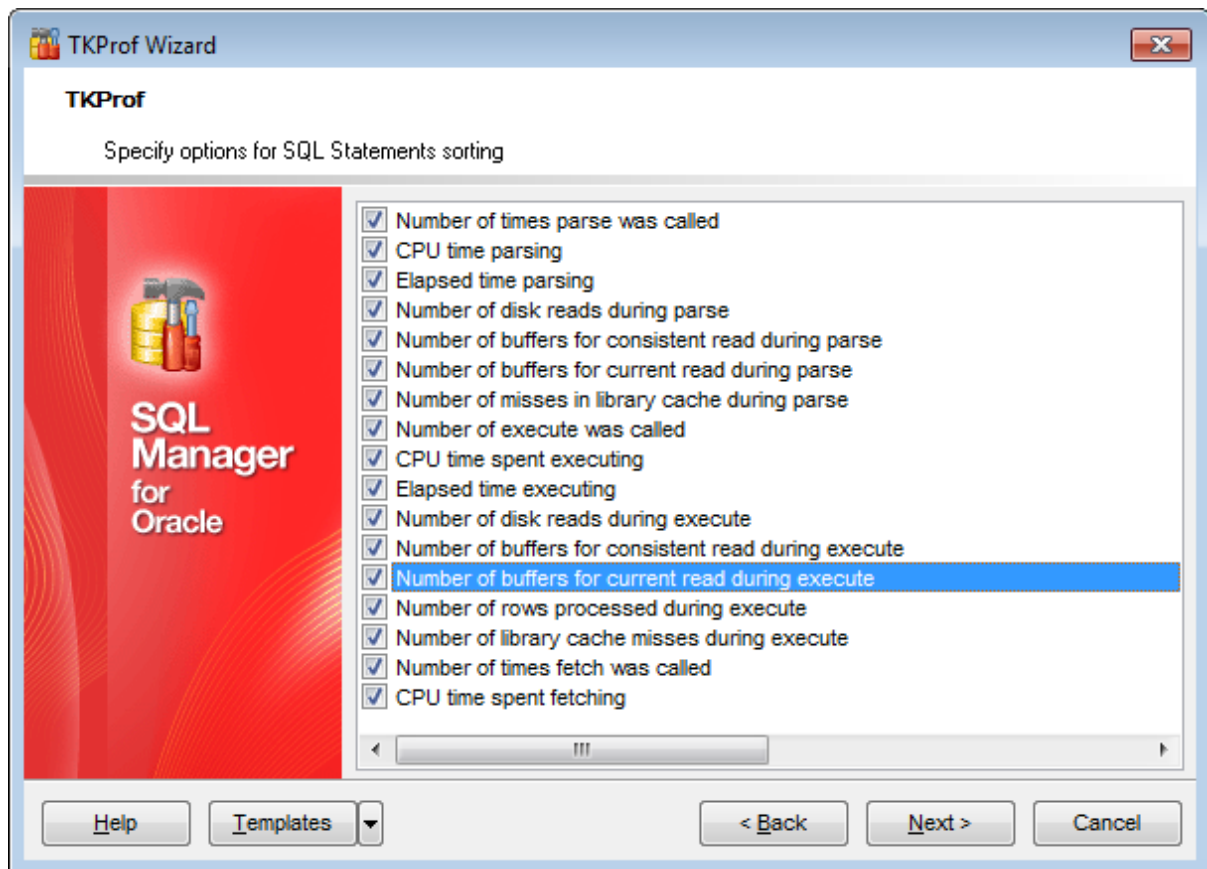 TKProf Wizard
TKProf
Specify options for SQL Statements sorting
SQL
Manager
for
Oracle
Number of times parse was called
CPU time parsing
Elapsed time parsing
Number of disk reads during parse
Number of buffers for consistent read during parse
Number of buffers for current read during parse
Number of misses in library cache during parse
Number of execute was called
CPU time spent executing
Elapsed time executing
Number of disk reads during execute
Number of buffers for consistent read during execute
Number of buffers for current read during execute
Number of rows processed during execute
Number of library cache misses during execute
Number of times fetch was called
CPU time spent fetching
Help
Templates
< Back
Next >
Cancel